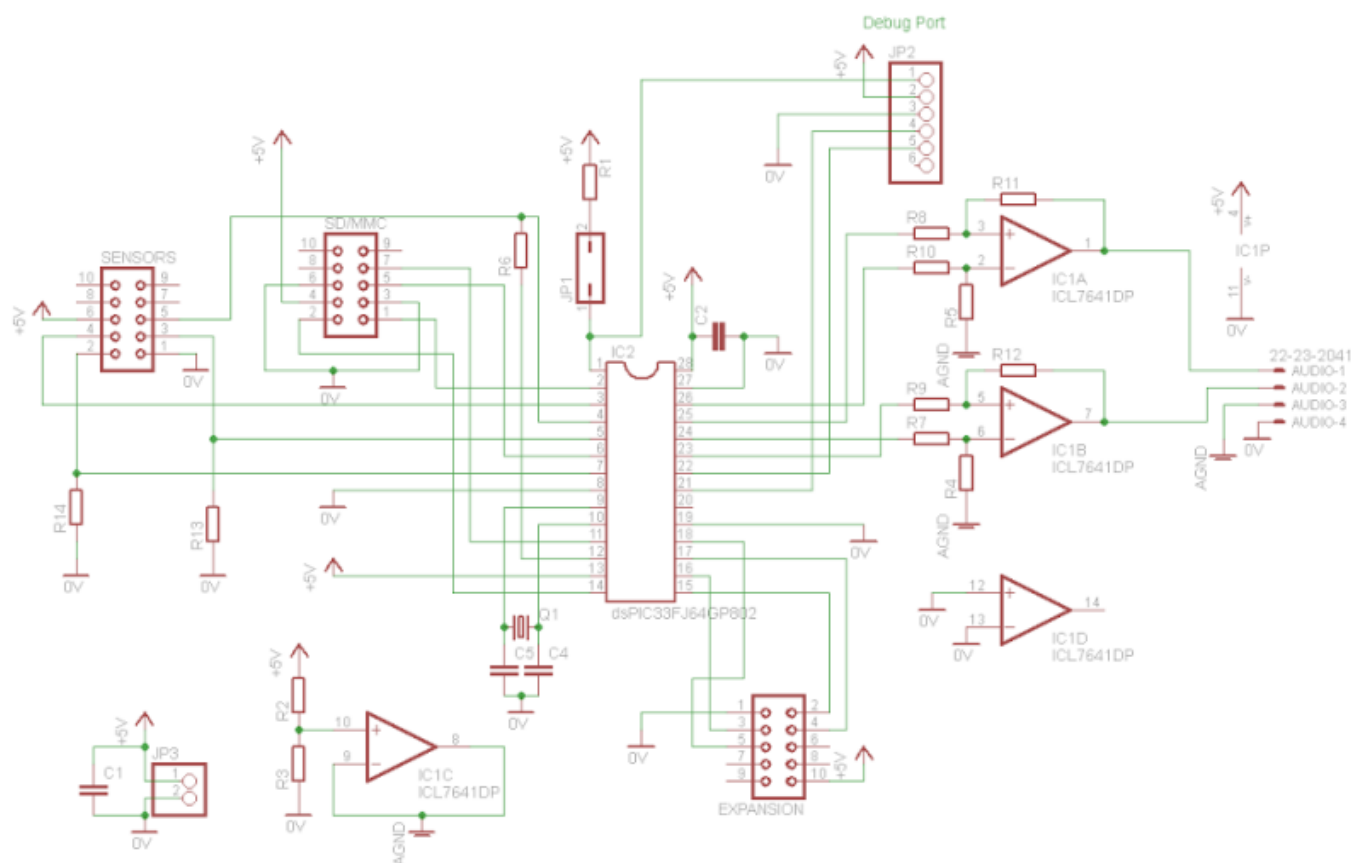 Debug Port
JP2
+5V
1
2
3
4
5
6
0V
+5V
R1
2
JP1
1
+5V
SD/MMC
10
9
8
7
6
5
4
3
2
1
0V
R6
SENSORS
10
9
8
7
6
5
4
3
2
1
+5V
0V
R14
0V
R13
0V
0V
+5V
+5V
C2
0V
IC2
1
2
3
4
5
6
7
8
9
10
11
12
13
14
28
27
26
25
24
23
22
21
20
19
18
17
16
15
dsPIC33FJ64GP802
0V
Q1
C5
C4
0V
R11
R8
3
R10
2
1
IC1A
ICL7641DP
R5
AGND
R12
R9
5
R7
6
7
IC1B
ICL7641DP
R4
AGND
+5V
4
V+
IC1P
11
V-
0V
22-23-2041
AUDIO-1
AUDIO-2
AUDIO-3
AUDIO-4
0V
AGND
12
13
14
0V
0V
IC1D
ICL7641DP
+5V
R2
R3
0V
10
9
8
IC1C
ICL7641DP
AGND
+5V
C1
JP3
1
2
0V
0V
1
2
3
4
5
6
7
8
9
10
+5V
EXPANSION